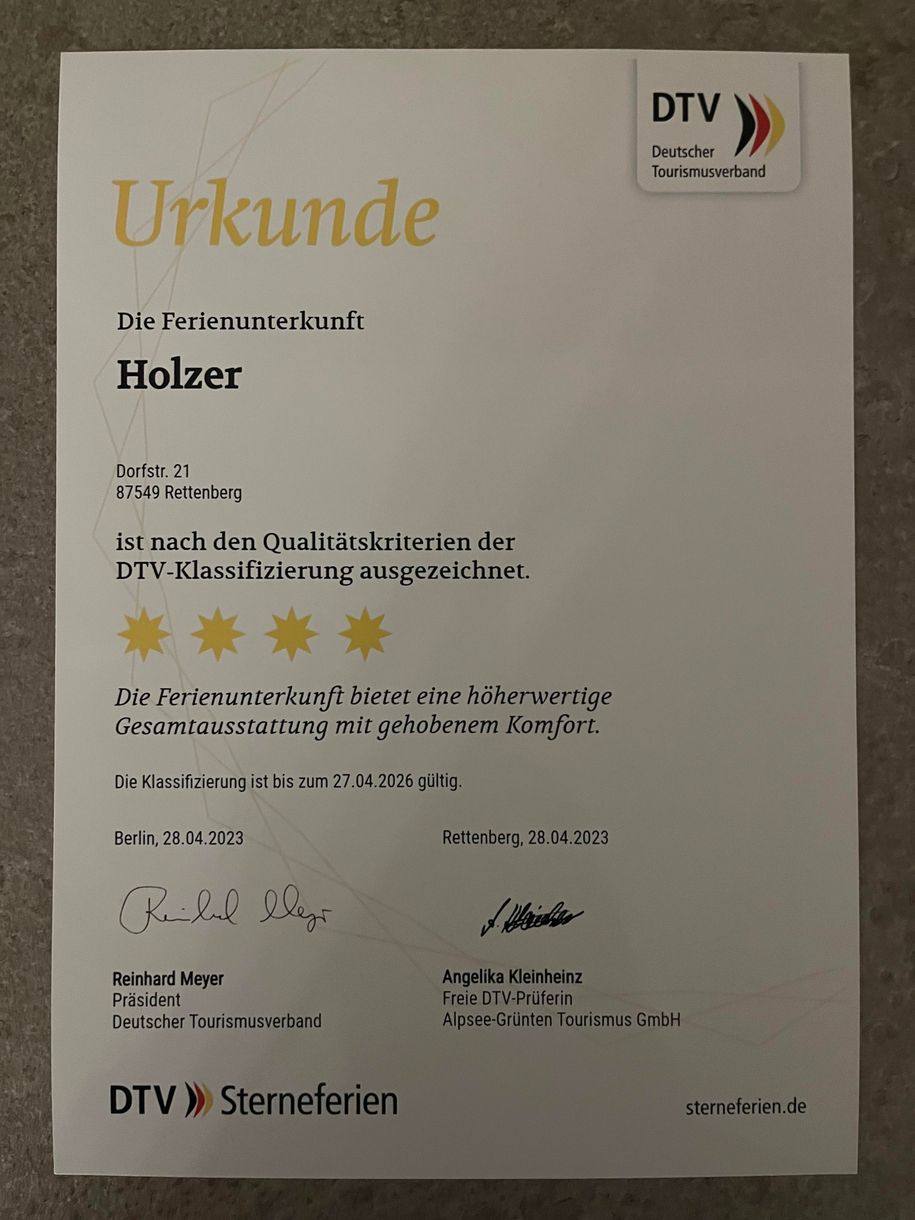 DTV
Deutscher
Tourismusverband
Urkunde
Die Ferienunterkunft
Holzer
Dorfstr. 21
87549 Rettenberg
ist nach den Qualitätskriterien der
DTV-Klassifizierung ausgezeichnet.
Die Ferienunterkunft bietet eine höherwertige
Gesamtausstattung mit gehobenem Komfort.
Die Klassifizierung ist bis zum 27.04.2026 gültig.
Berlin, 28.04.2023
Rettenberg, 28.04.2023
Reinhard Meyer
Präsident
Deutscher Tourismusverband
Angelika Kleinheinz
Freie DTV-Prüferin
Alpsee-Grünten Tourismus GmbH
DTV Sterneferien
sterneferien.de